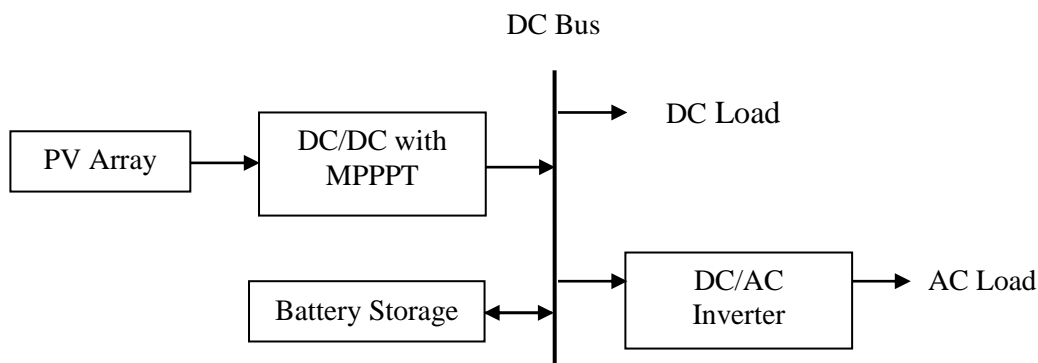 DC Bus
PV Array
DC/DC with
MPPPT
DC Load
Battery Storage
DC/AC
Inverter
AC Load